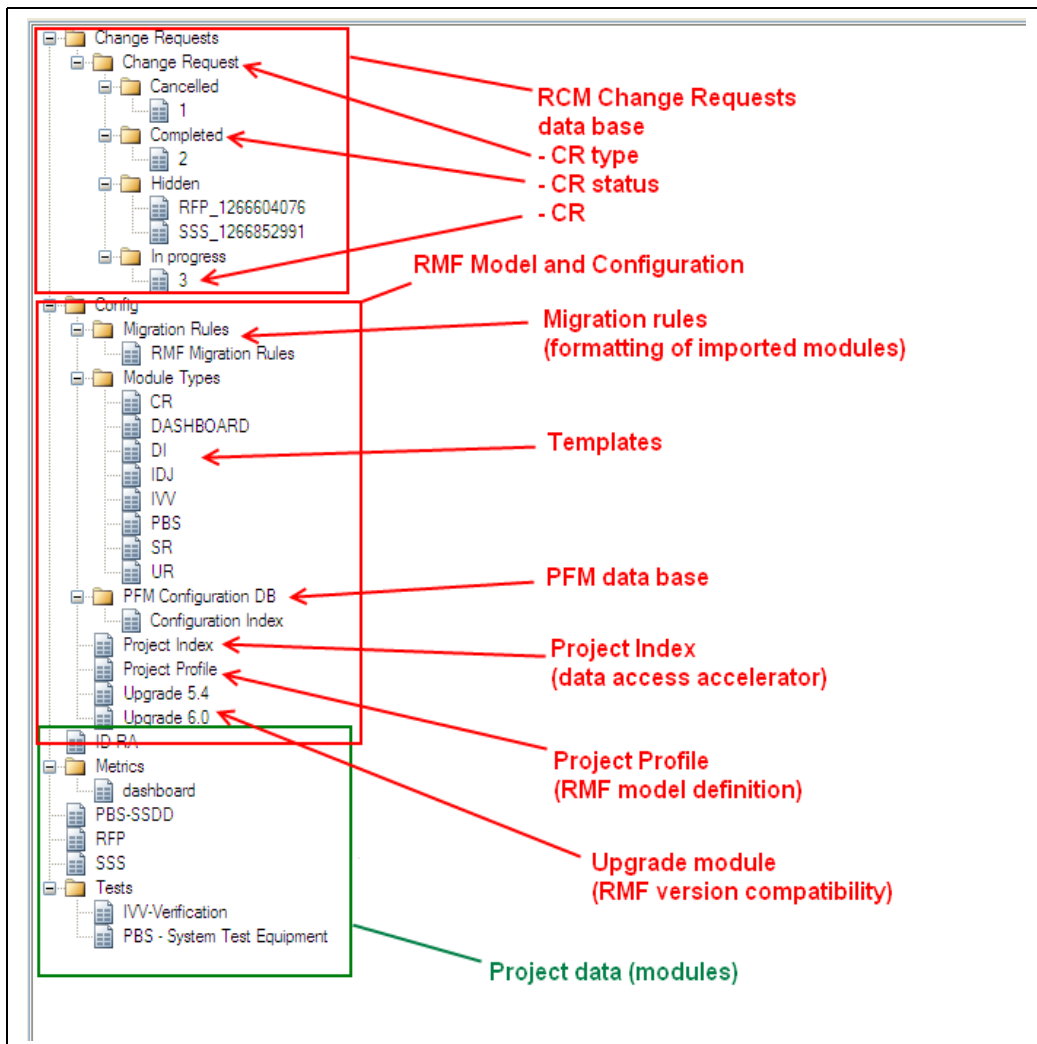 Change Requests
Change Request
Cancelled
1
Completed
2
Hidden
RFP_1266604076
SSS_1266852991
In progress
3
Config
Migration Rules
RMF Migration Rules
Module Types
CR
DASHBOARD
DI
IDJ
IVV
PBS
SR
UR
PFM Configuration DB
Configuration Index
Project Index
Project Profile
Upgrade 5.4
Upgrade 6.0
ID-RA
Metrics
dashboard
PBS-SSDD
RFP
SSS
Tests
IVV-Verification
PBS - System Test Equipment
RCM Change Requests
data base
- CR type
- CR status
- CR
RMF Model and Configuration
Migration rules
(formatting of imported modules)
Templates
PFM data base
Project Index
(data access accelerator)
Project Profile
(RMF model definition)
Upgrade module
(RMF version compatibility)
Project data (modules)